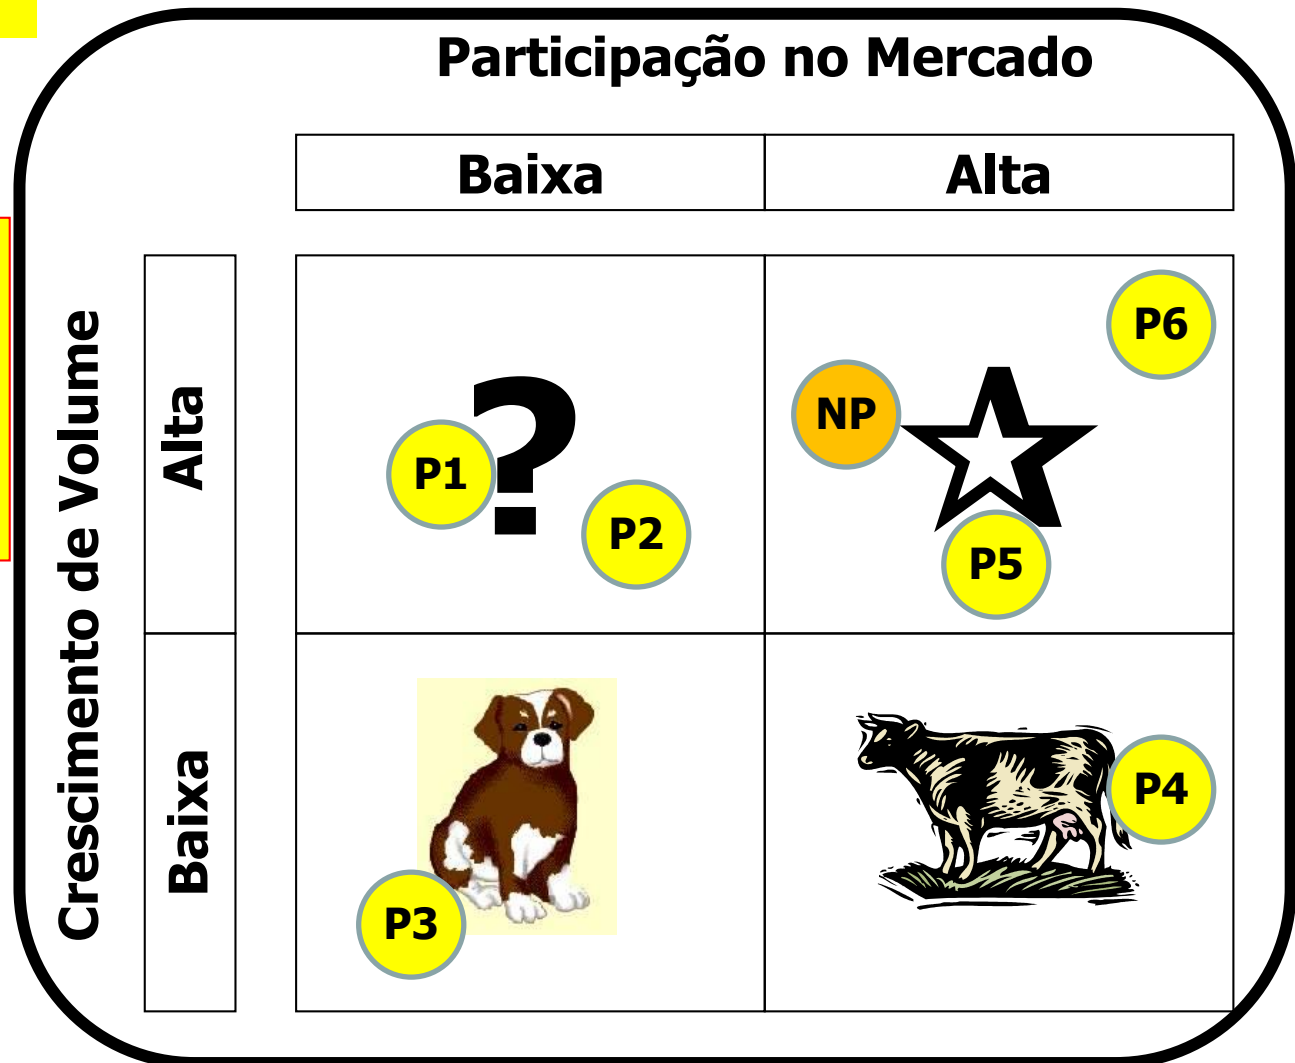 Participação no Mercado
Baixa
Alta
Crescimento de Volume
Alta
Baixa
?
P6
NP
P1
P2
P5
P4
P3